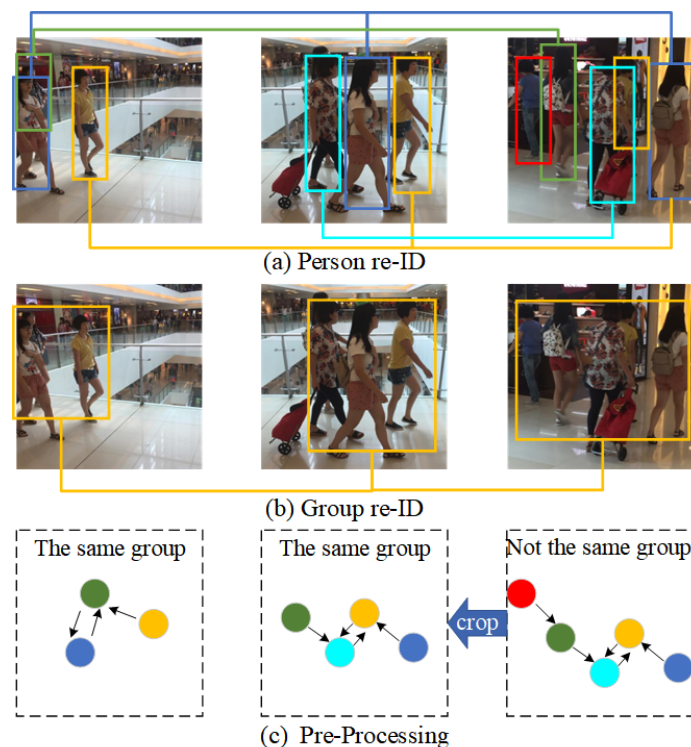 (a) Person re-ID
(b) Group re-ID
The same group
The same group
Not the same group
crop
(c) Pre-Processing